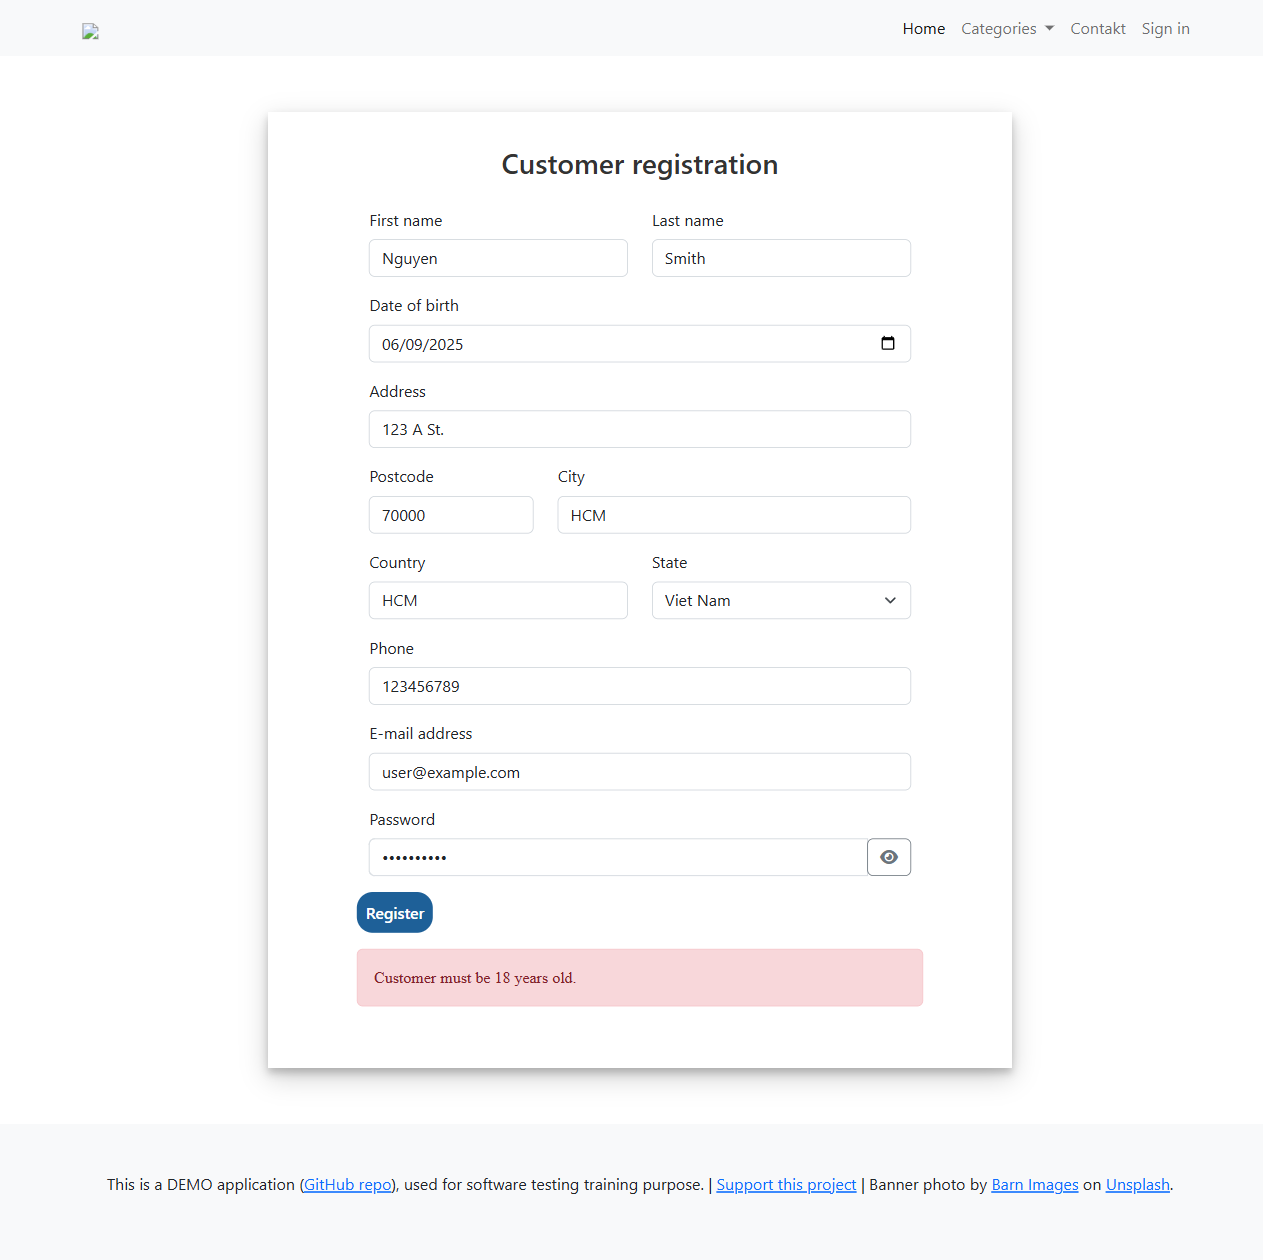 Home Categories Contakt Sign in
Customer registration
First name Last name
Nguyen Smith
Date of birth
06/09/2025
Address
123 A St.
Postcode City
70000 HCM
Country State
HCM Viet Nam
Phone
123456789
E-mail address
user@example.com
Password
••••••••••
Register
Customer must be 18 years old.
This is a DEMO application (GitHub repo), used for software testing training purpose. | Support this project | Banner photo by Barn Images on Unsplash.